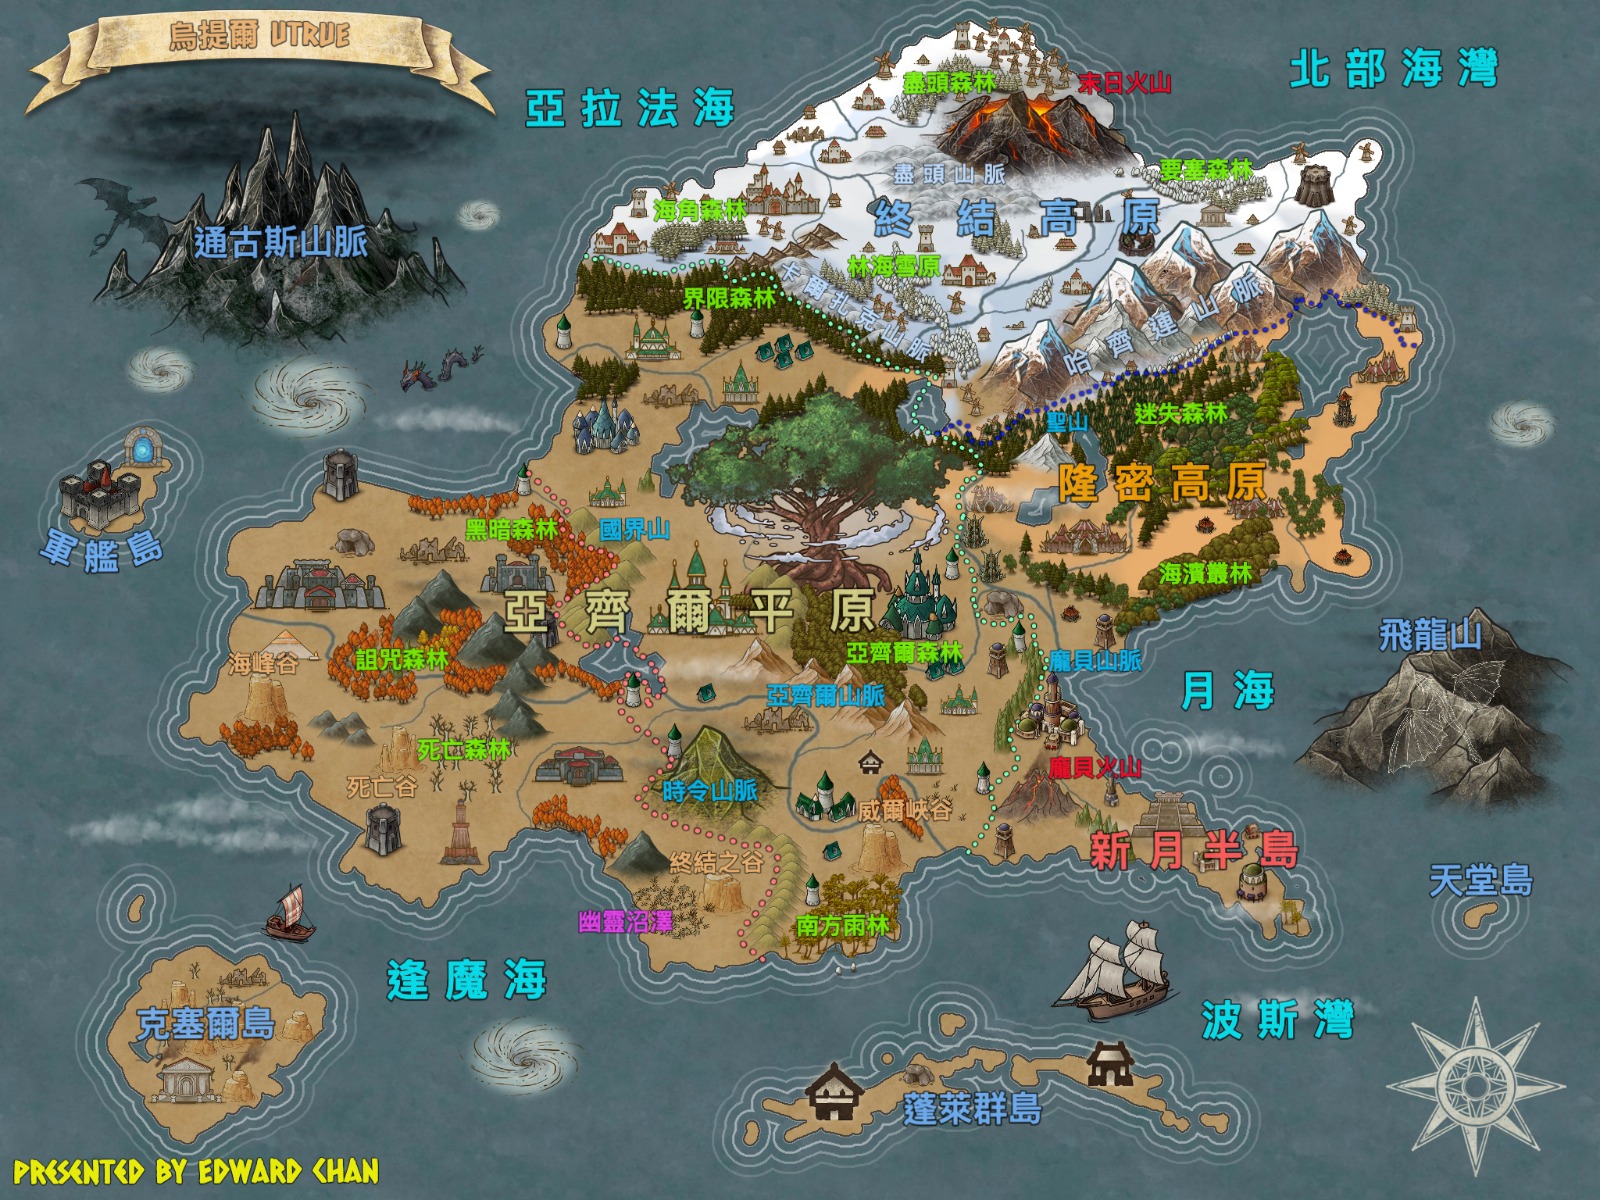 烏提爾 UTRUE
北部海灣
亞拉法海
盡頭森林
末日火山
要塞森林
盡頭山脈
海角森林
終結高原
通古斯山脈
林海雪原
界限森林
卡爾扎克山脈
哈齊連山脈
迷失森林
聖山
隆密高原
黑暗森林
國界山
軍艦島
海濱叢林
亞齊爾平原
飛龍山
亞齊爾森林
詛咒森林
海峰谷
龐貝山脈
亞齊爾山脈
月海
死亡森林
龐貝火山
死亡谷
時令山脈
威爾峽谷
新月半島
終結之谷
天堂島
幽靈沼澤
南方雨林
逢魔海
克塞爾島
波斯灣
蓬萊群島
PRESENTED BY EDWARD CHAN